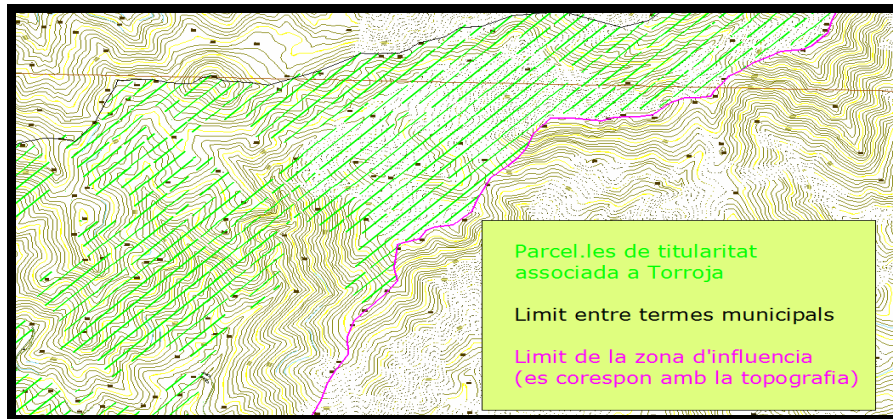 Parcel.les de titularitat
associada a Torroja
Limit entre termes municipals
Limit de la zona d'influencia
(es corespon amb la topografia)